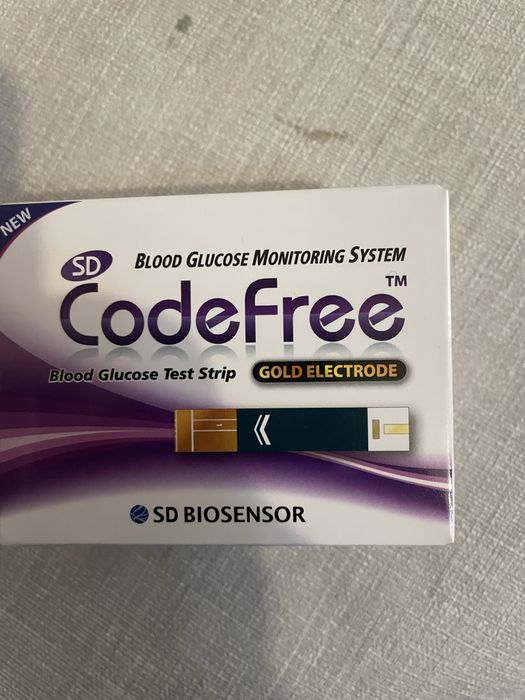 NEW
SD
BLOOD GLUCOSE MONITORING SYSTEM
CodeFree™
Blood Glucose Test Strip GOLD ELECTRODE
SD BIOSENSOR